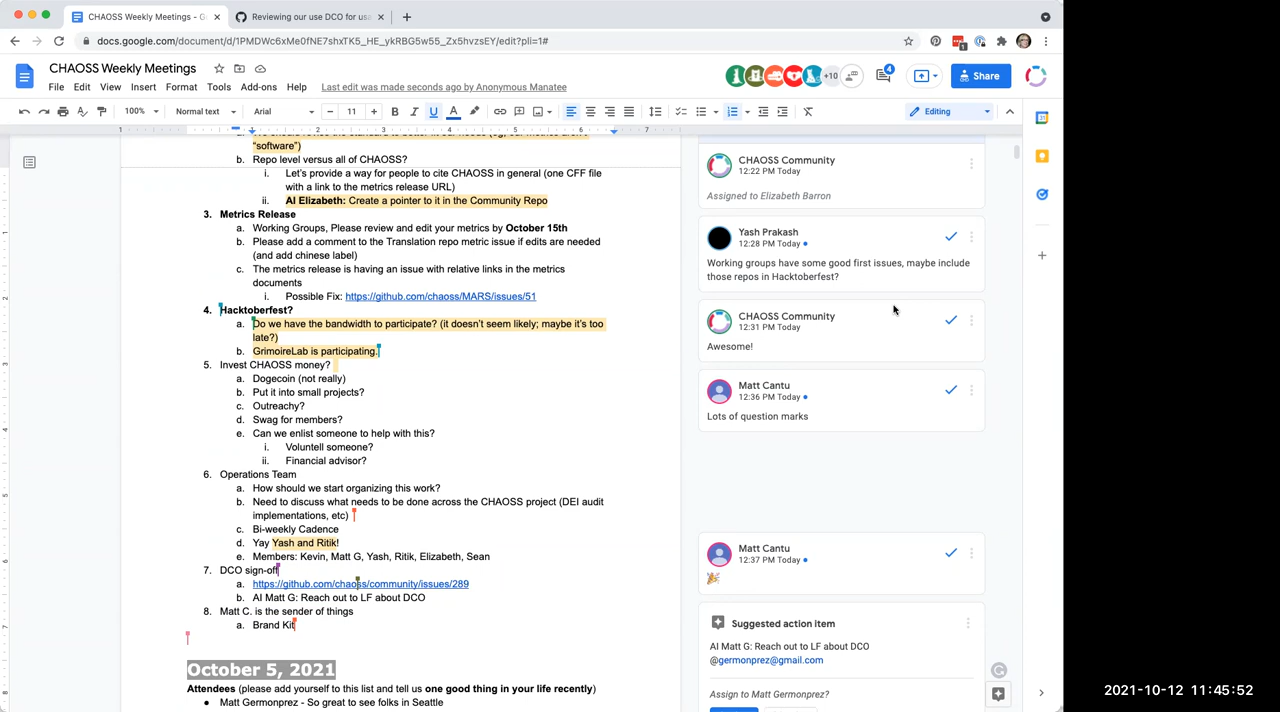 CHAOSS Weekly Meetings - G
Reviewing our use DCO for us
docs.google.com/document/d/1PMDWc6xMe0fNE7shxTK5_HE_ykRBG5w55_Zx5hvzsEY/edit?pli=1#
CHAOSS Weekly Meetings
File Edit View Insert Format Tools Add-ons Help Last edit was made seconds ago by Anonymous Manatee
+10
4
Share
100% Normal text Arial 11 Editing
1 1 2 3 4 5 6 7
“software”)
b. Repo level versus all of CHAOSS?
i. Let’s provide a way for people to cite CHAOSS in general (one CFF file
with a link to the metrics release URL)
ii. AI Elizabeth: Create a pointer to it in the Community Repo
3. Metrics Release
a. Working Groups, Please review and edit your metrics by October 15th
b. Please add a comment to the Translation repo metric issue if edits are needed
(and add chinese label)
c. The metrics release is having an issue with relative links in the metrics
documents
i. Possible Fix: https://github.com/chaoss/MARS/issues/51
4. Hacktoberfest?
a. Do we have the bandwidth to participate? (it doesn’t seem likely; maybe it’s too
late?)
b. GrimoireLab is participating.
5. Invest CHAOSS money?
a. Dogecoin (not really)
b. Put it into small projects?
c. Outreachy?
d. Swag for members?
e. Can we enlist someone to help with this?
i. Voluntell someone?
ii. Financial advisor?
6. Operations Team
a. How should we start organizing this work?
b. Need to discuss what needs to be done across the CHAOSS project (DEI audit
implementations, etc)
c. Bi-weekly Cadence
d. Yay Yash and Ritik!
e. Members: Kevin, Matt G, Yash, Ritik, Elizabeth, Sean
7. DCO sign-off
a. https://github.com/chaoss/community/issues/289
b. AI Matt G: Reach out to LF about DCO
8. Matt C. is the sender of things
a. Brand Kit
October 5, 2021
Attendees (please add yourself to this list and tell us one good thing in your life recently)
● Matt Germonprez - So great to see folks in Seattle
CHAOSS Community
12:22 PM Today
Assigned to Elizabeth Barron
Yash Prakash
12:28 PM Today
Working groups have some good first issues, maybe include
those repos in Hacktoberfest?
CHAOSS Community
12:31 PM Today
Awesome!
Matt Cantu
12:36 PM Today
Lots of question marks
Matt Cantu
12:37 PM Today
🎉
Suggested action item
AI Matt G: Reach out to LF about DCO
@germonprez@gmail.com
Assign to Matt Germonprez?
2021-10-12 11:45:52